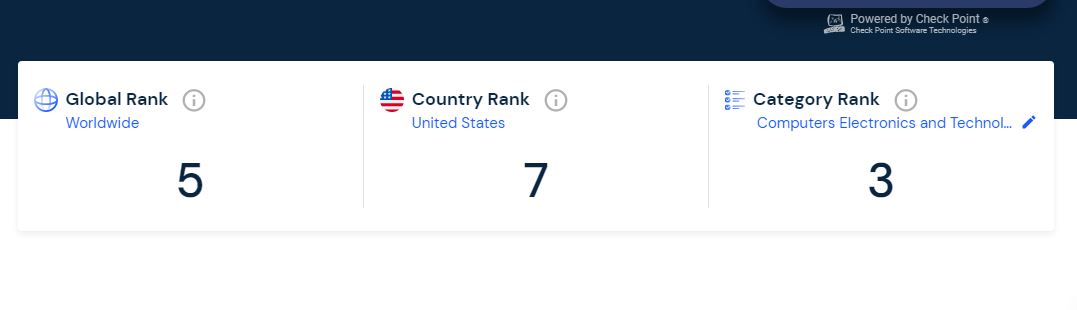 Powered by Check Point ®
Check Point Software Technologies
Global Rank
Worldwide
5
Country Rank
United States
7
Category Rank
Computers Electronics and Technol...
3